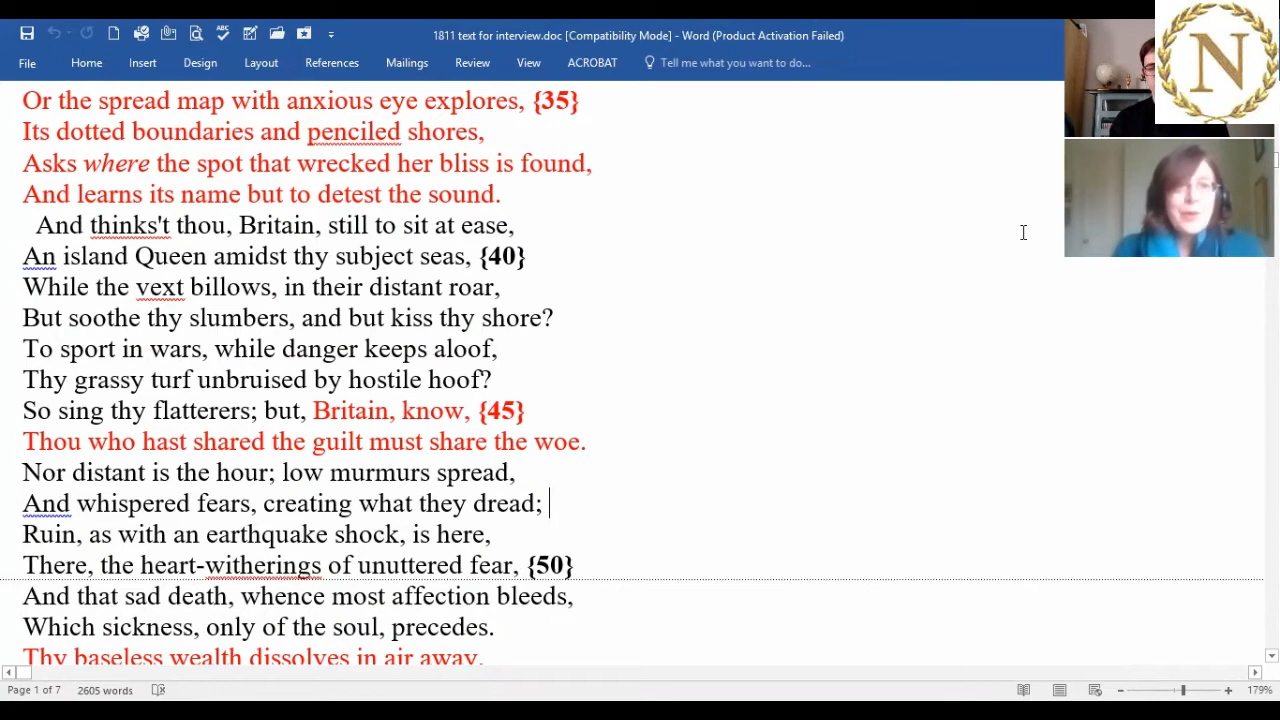 1811 text for interview.doc [Compatibility Mode] - Word (Product Activation Failed)
File Home Insert Design Layout References Mailings Review View ACROBAT Tell me what you want to do...
Or the spread map with anxious eye explores, {35}
Its dotted boundaries and penciled shores,
Asks where the spot that wrecked her bliss is found,
And learns its name but to detest the sound.
And thinks't thou, Britain, still to sit at ease,
An island Queen amidst thy subject seas, {40}
While the vext billows, in their distant roar,
But soothe thy slumbers, and but kiss thy shore?
To sport in wars, while danger keeps aloof,
Thy grassy turf unbruised by hostile hoof?
So sing thy flatterers; but, Britain, know, {45}
Thou who hast shared the guilt must share the woe.
Nor distant is the hour; low murmurs spread,
And whispered fears, creating what they dread;
Ruin, as with an earthquake shock, is here,
There, the heart-witherings of unuttered fear, {50}
And that sad death, whence most affection bleeds,
Which sickness, only of the soul, precedes.
Thy baseless wealth dissolves in air away,
Page 1 of 7 2605 words
179%
N
ABC